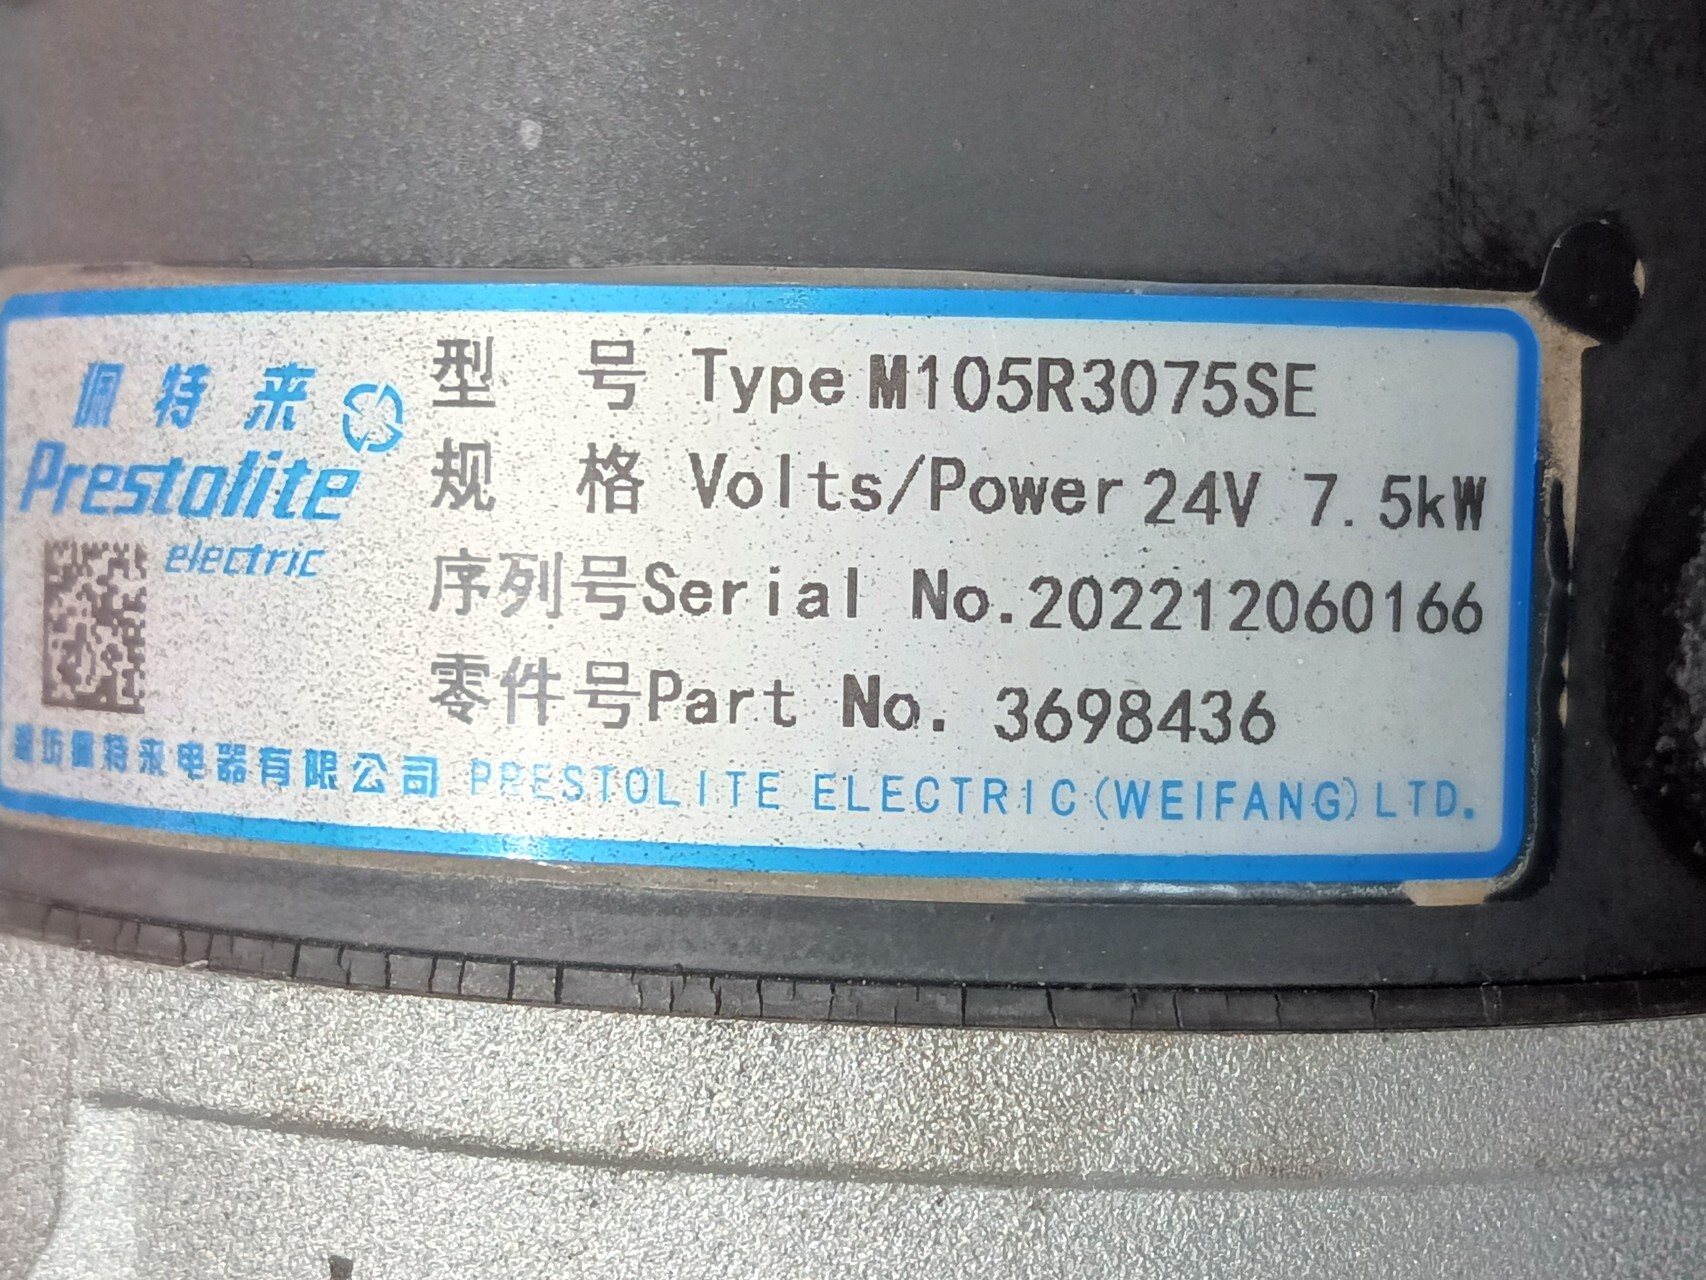 佩特来
Prestolite
electric
型 号 Type M105R3075SE
规 格 Volts/Power 24V 7.5kW
序列号Serial No.202212060166
零件号Part No. 3698436
潍坊佩特来电器有限公司 PRESTOLITE ELECTRIC(WEIFANG)LTD.